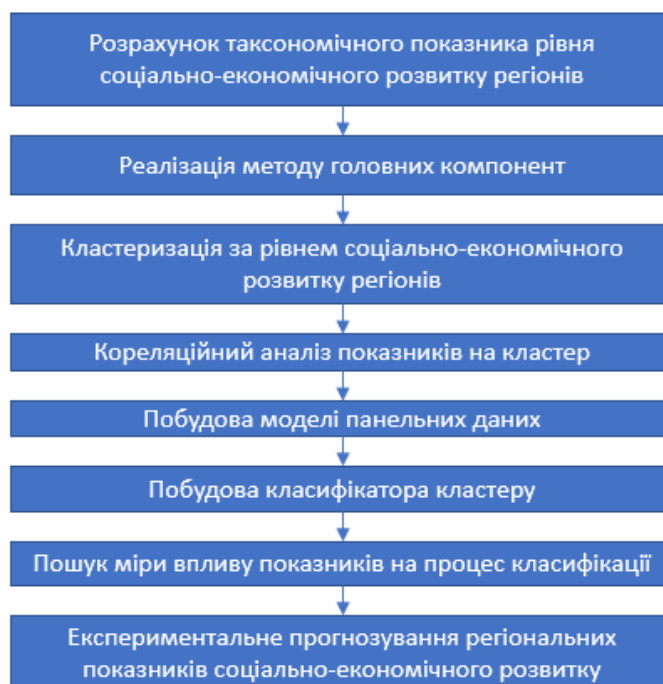 Розрахунок таксономічного показника рівня
соціально-економічного розвитку регіонів
Реалізація методу головних компонент
Кластеризація за рівнем соціально-економічного
розвитку регіонів
Кореляційний аналіз показників на кластер
Побудова моделі панельних даних
Побудова класифікатора кластеру
Пошук міри впливу показників на процес класифікації
Експериментальне прогнозування регіональних
показників соціально-економічного розвитку